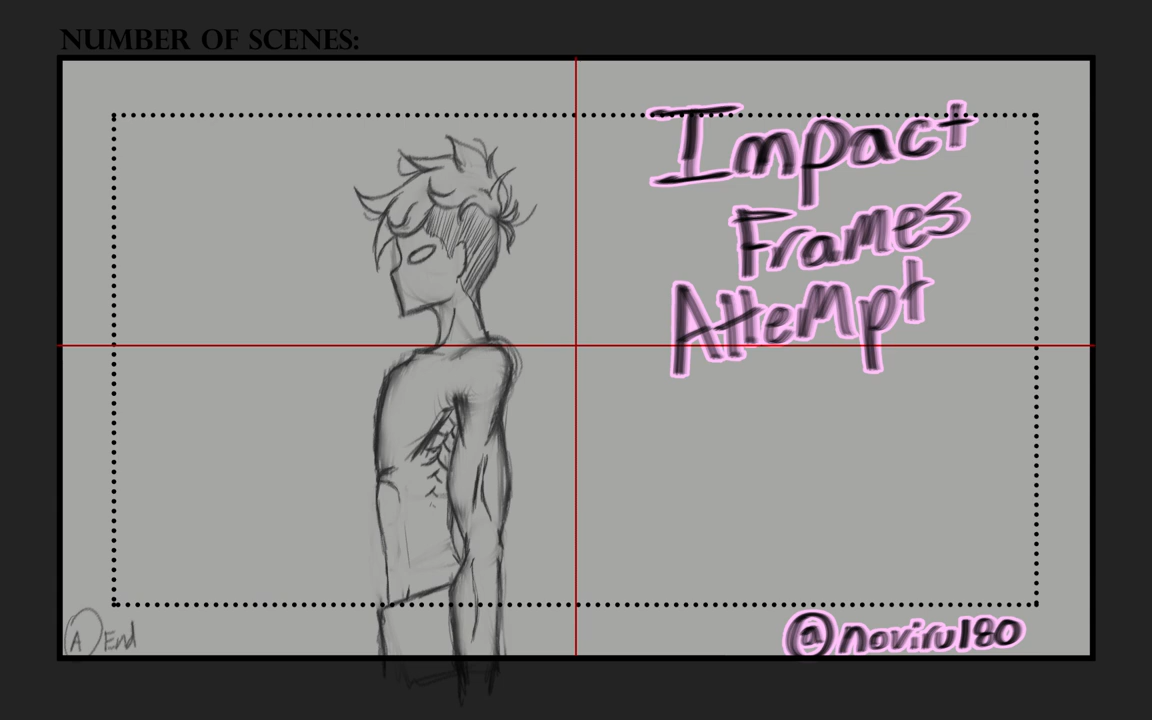 NUMBER OF SCENES:
Impact
Frames
Attempt
A End
@noviru180